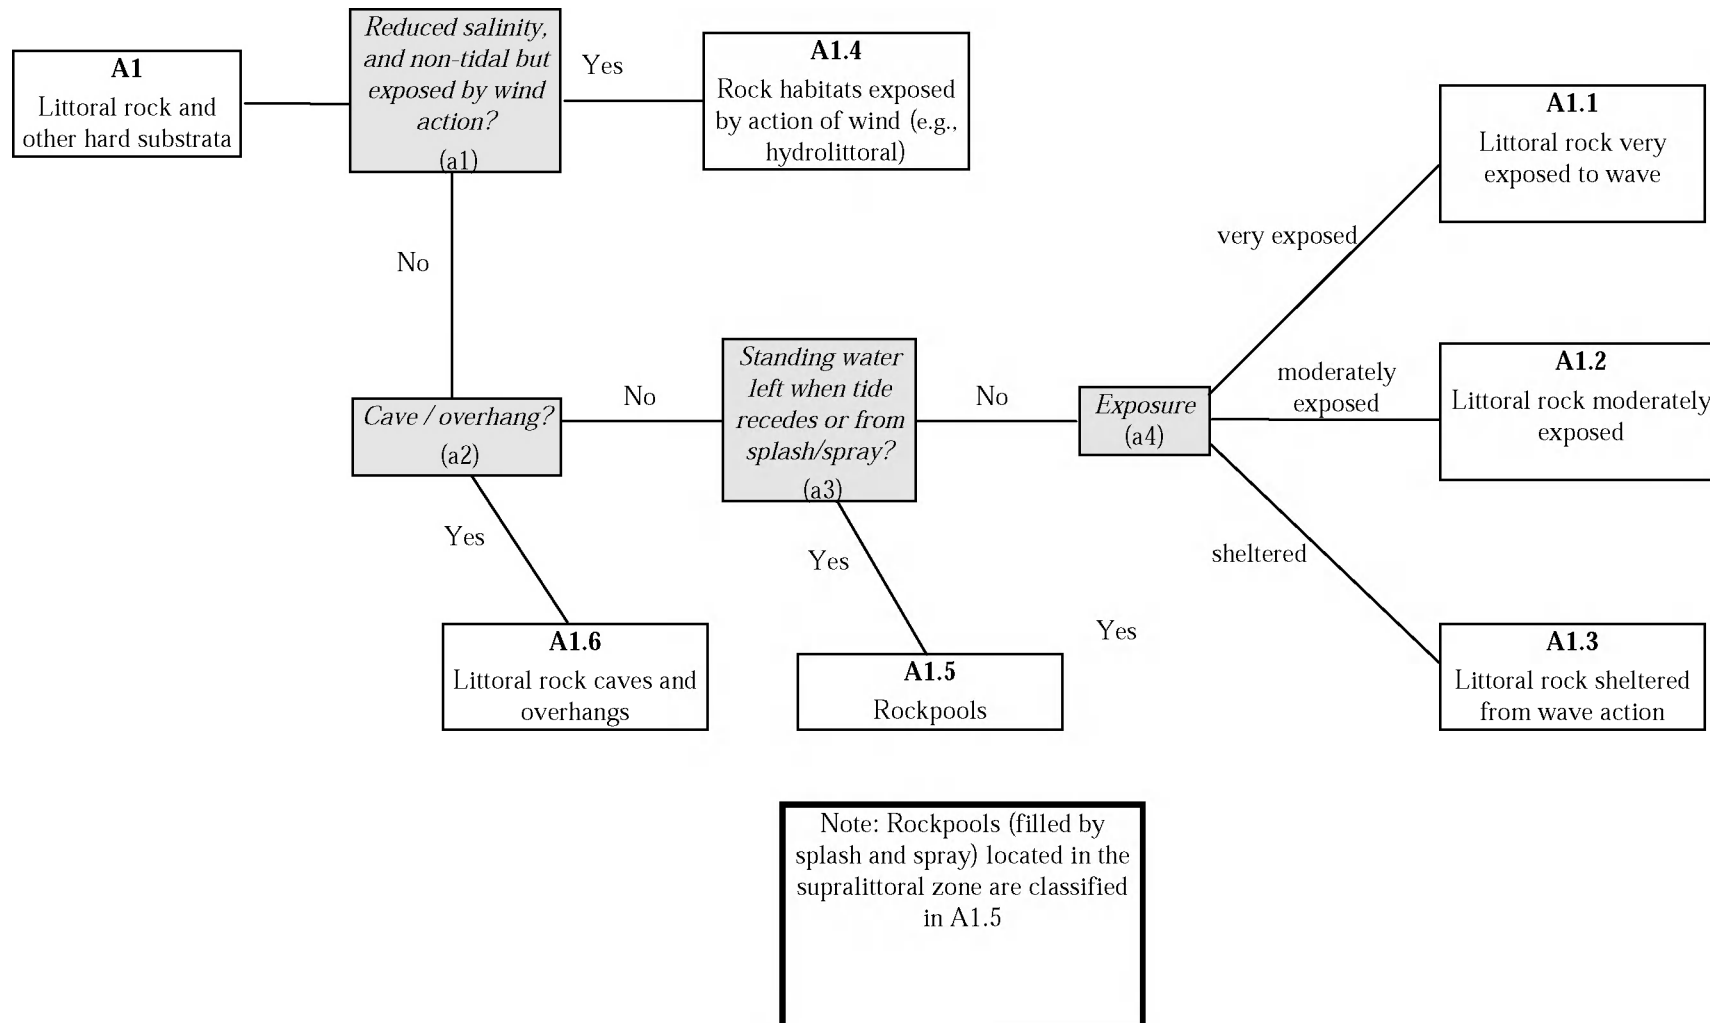 A1
Littoral rock and
other hard substrata
Reduced salinity,
and non-tidal but
exposed by wind
action?
(a1)
Yes
A1.4
Rock habitats exposed
by action of wind (e.g.,
hydrolittoral)
No
Cave / overhang?
(a2)
Yes
A1.6
Littoral rock caves and
overhangs
No
Standing water
left when tide
recedes or from
splash/spray?
(a3)
Yes
A1.5
Rockpools
No
Exposure
(a4)
very exposed
A1.1
Littoral rock very
exposed to wave
moderately
exposed
A1.2
Littoral rock moderately
exposed
sheltered
A1.3
Littoral rock sheltered
from wave action
Yes
Note: Rockpools (filled by
splash and spray) located in the
supralittoral zone are classified
in A1.5